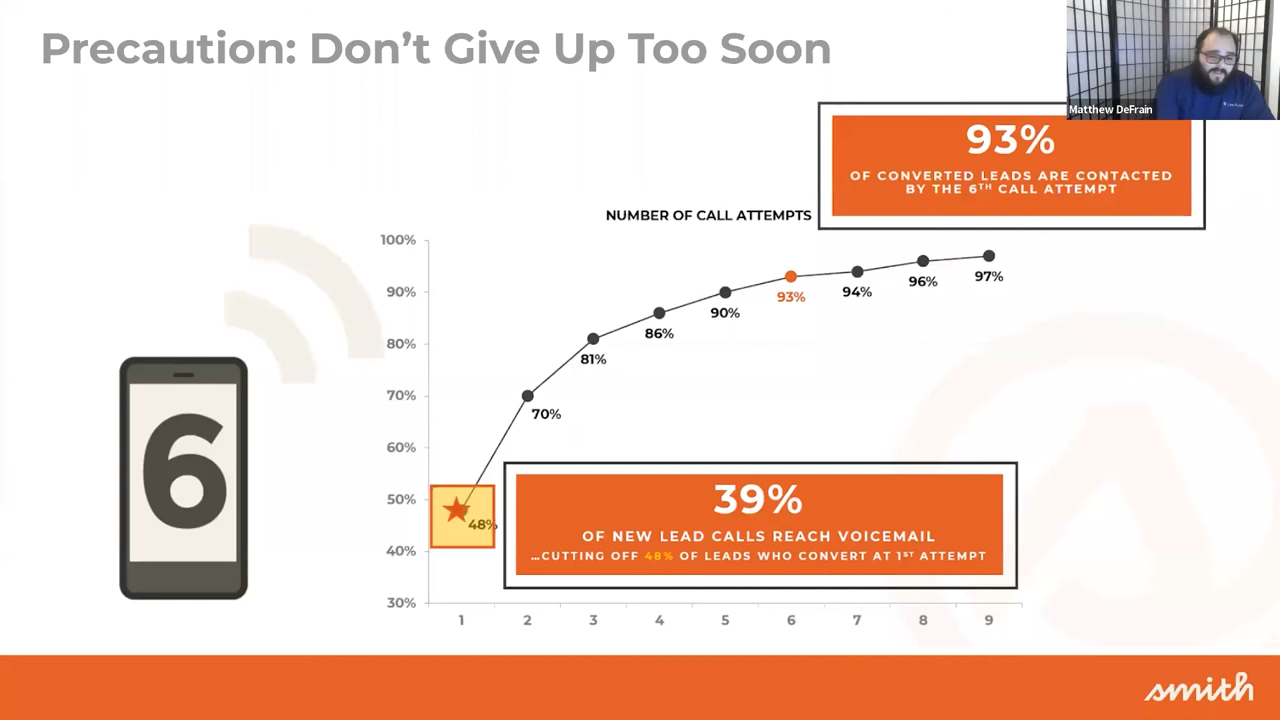 Precaution: Don't Give Up Too Soon
Matthew DeFrain
93%
OF CONVERTED LEADS ARE CONTACTED
BY THE 6TH CALL ATTEMPT
NUMBER OF CALL ATTEMPTS
100%
90%
80%
70%
60%
50%
40%
30%
48%
70%
81%
86%
90%
93%
94%
96%
97%
6
39%
OF NEW LEAD CALLS REACH VOICEMAIL
...CUTTING OFF 48% OF LEADS WHO CONVERT AT 1ST ATTEMPT
1 2 3 4 5 6 7 8 9
smith